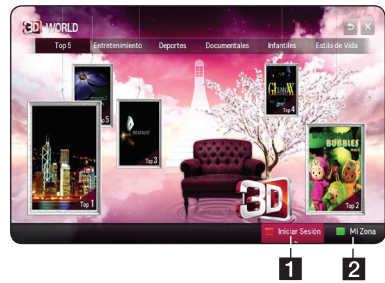 3D WORLD
Top 5
Entretenimiento
Deportes
Documentales
Infantiles
Estilo de Vida
Top 5
Top 3
Top 4
BUBBLES
Top 1
Top 2
3D
Iniciar Sesión
Mi Zona
1
2